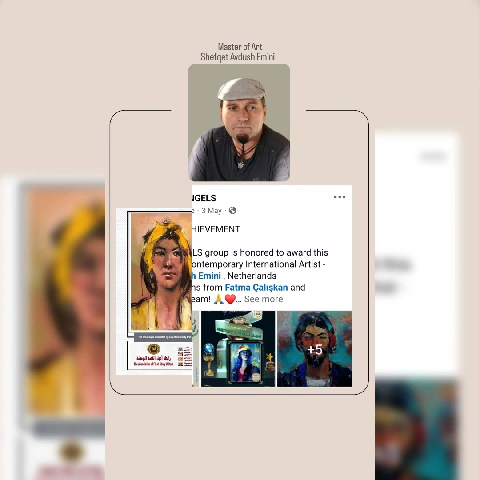 Master of Art
Shefqet Avdush Emini
NGELS
3 May
HIEVEMENT
ALS group is honored to award this
ontemporary International Artist -
h Emini , Netherlands
ns from Fatma Çalışkan and
eam! 🙏❤️... See more
+5